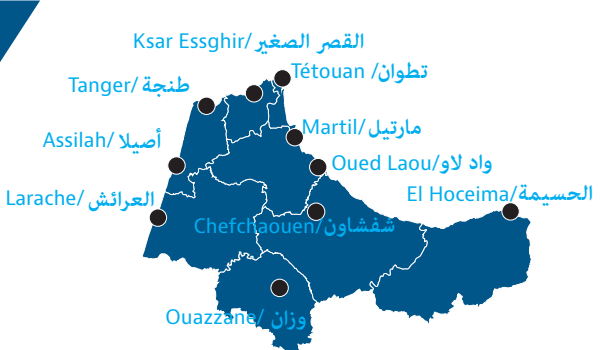 Ksar Essghir/القصر الصغير
Tétouan /تطوان
Tanger/طنجة
Martil/مارتيل
Assilah/أصيلا
Oued Laou/واد لاو
El Hoceima/الحسيمة
Larache/العرائش
Chefchaouen/شفشاون
Ouazzane/وزان